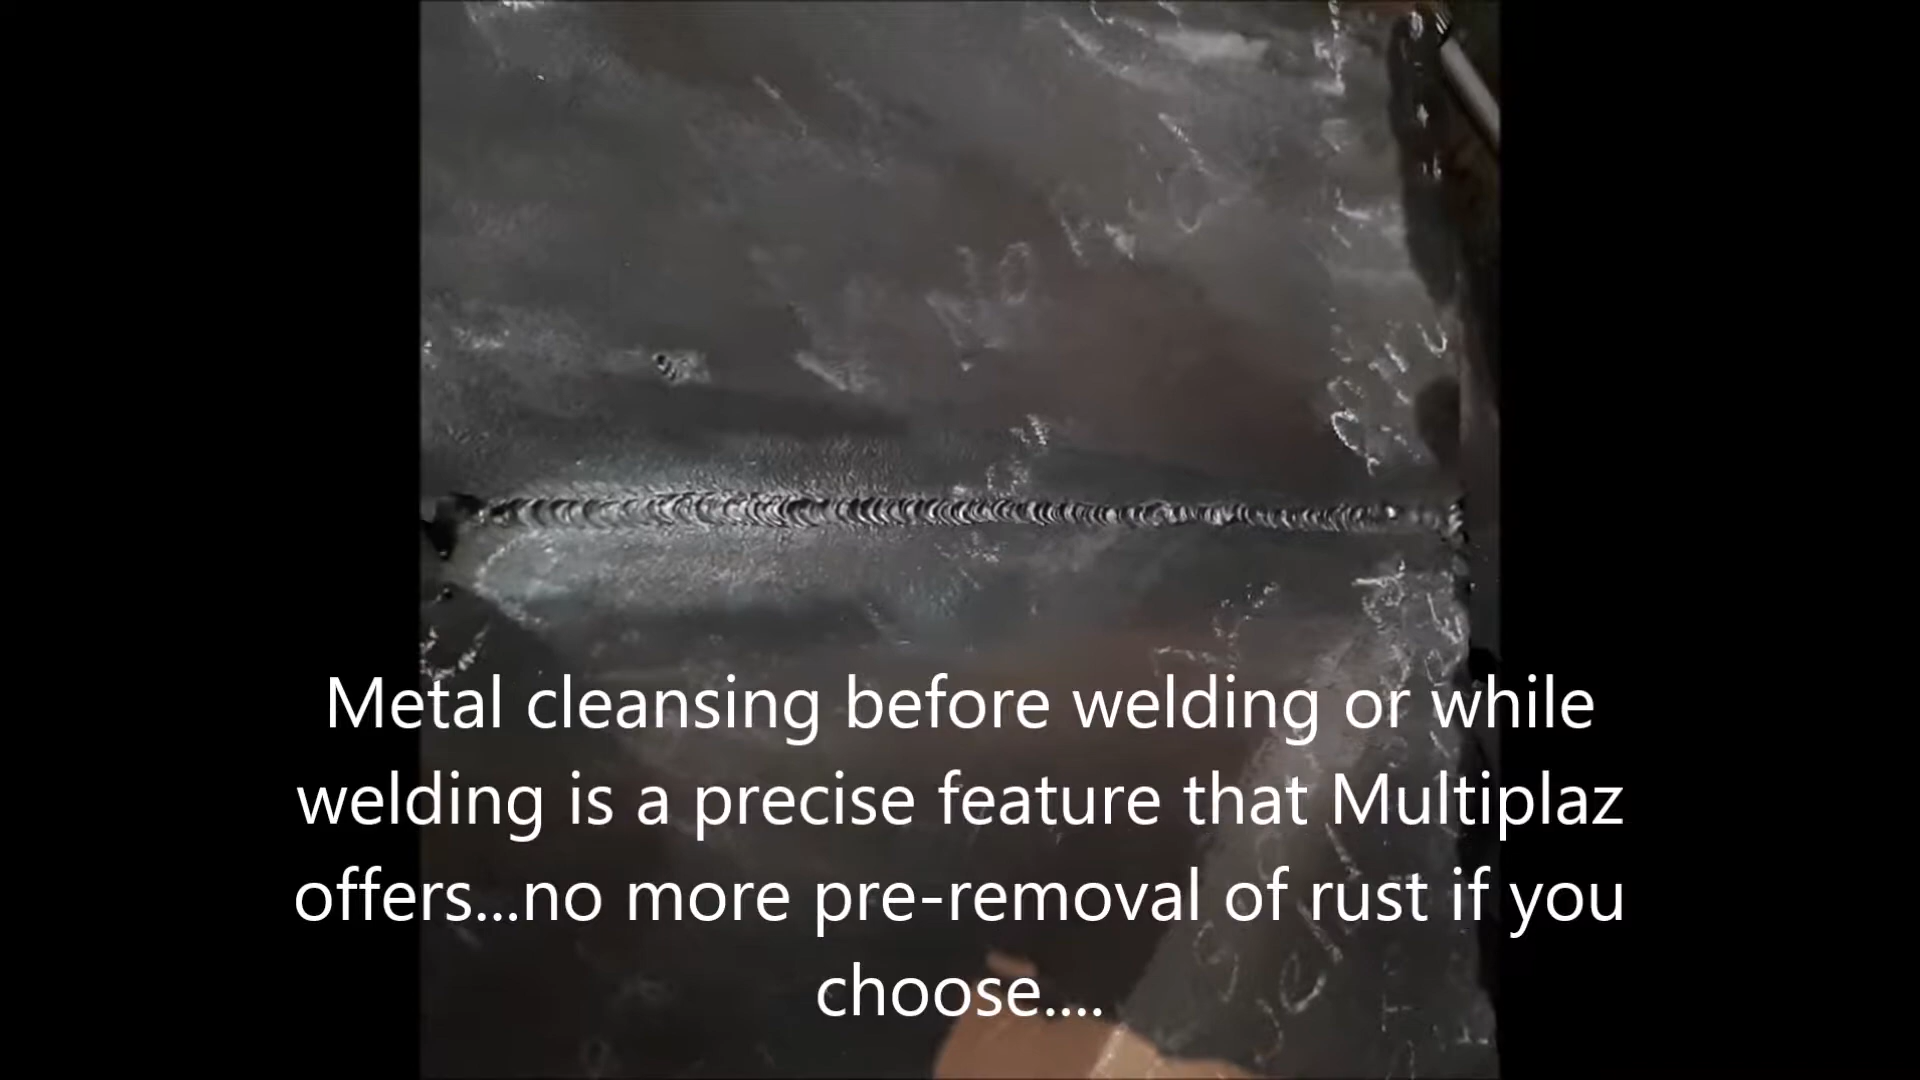 Metal cleansing before welding or while
welding is a precise feature that Multiplaz
offers...no more pre-removal of rust if you
choose....